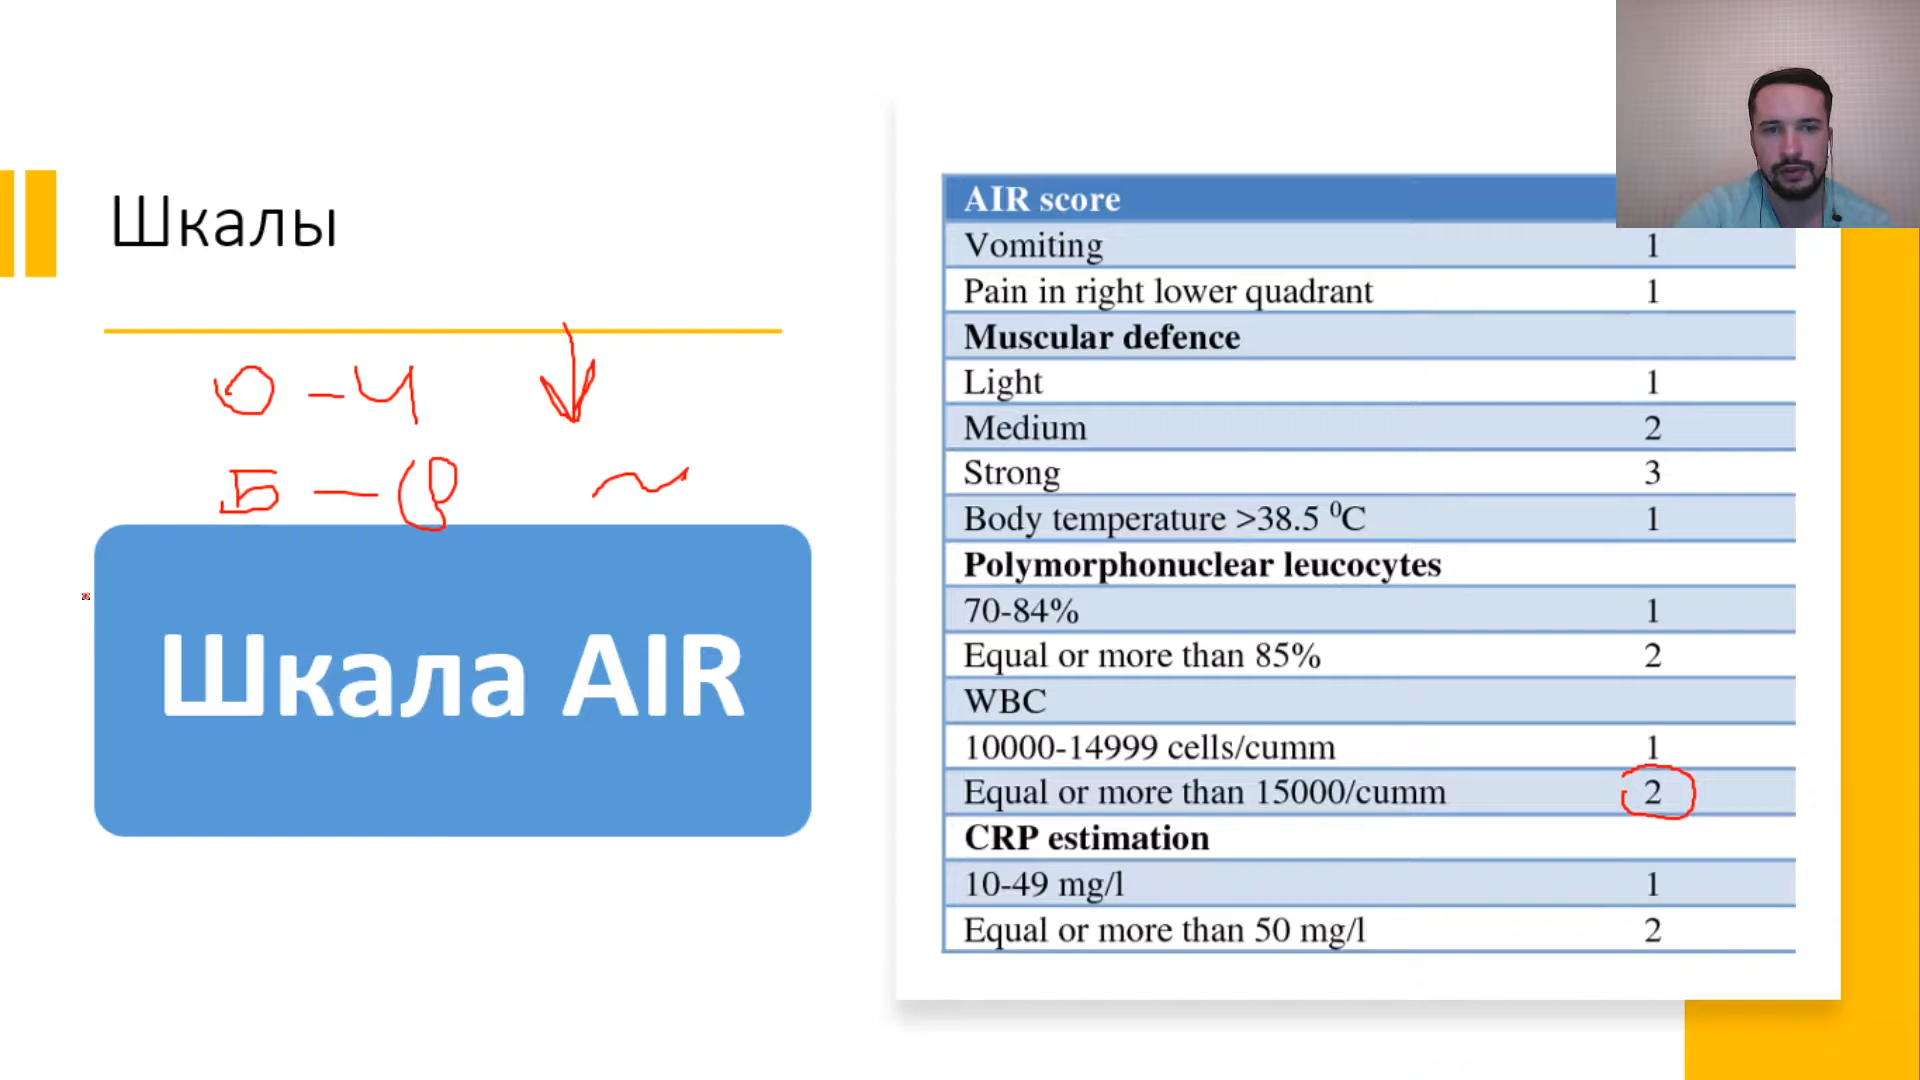 Шкалы
0 - 4
5 - 8
Шкала AIR
AIR score
Vomiting 1
Pain in right lower quadrant 1
Muscular defence
Light 1
Medium 2
Strong 3
Body temperature >38.5 ⁰C 1
Polymorphonuclear leucocytes
70-84% 1
Equal or more than 85% 2
WBC
10000-14999 cells/cumm 1
Equal or more than 15000/cumm 2
CRP estimation
10-49 mg/l 1
Equal or more than 50 mg/l 2